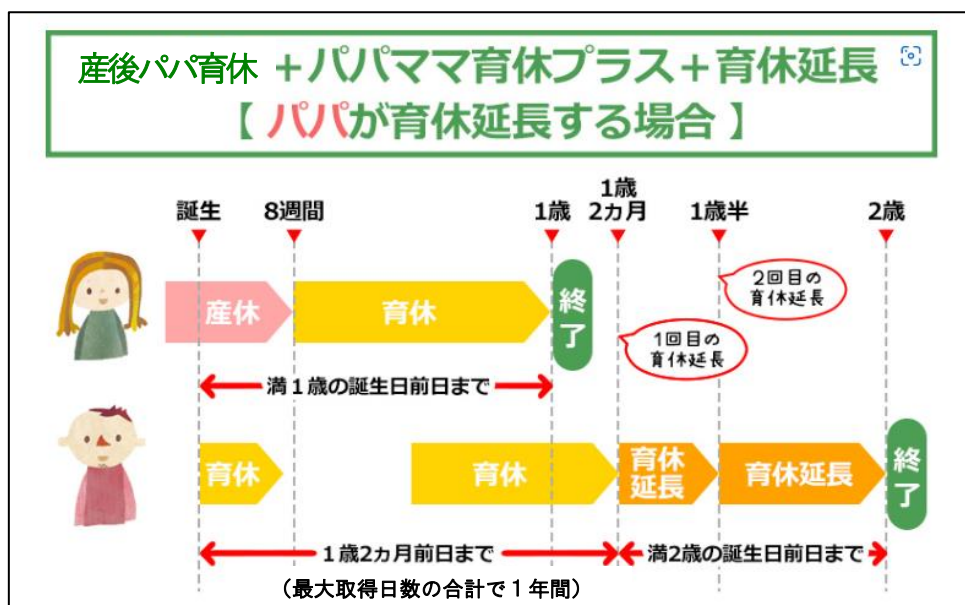 産後パパ育休 +パパママ育休プラス+育休延長
【 パパが育休延長する場合 】
誕生
8週間
1歳
1歳
2カ月
1歳半
2歳
産休
育休
終了
1回目の
育休延長
2回目の
育休延長
満1歳の誕生日前日まで
育休
育休
育休
延長
育休延長
終了
1歳2ヵ月前日まで
満2歳の誕生日前日まで
（最大取得日数の合計で1年間）